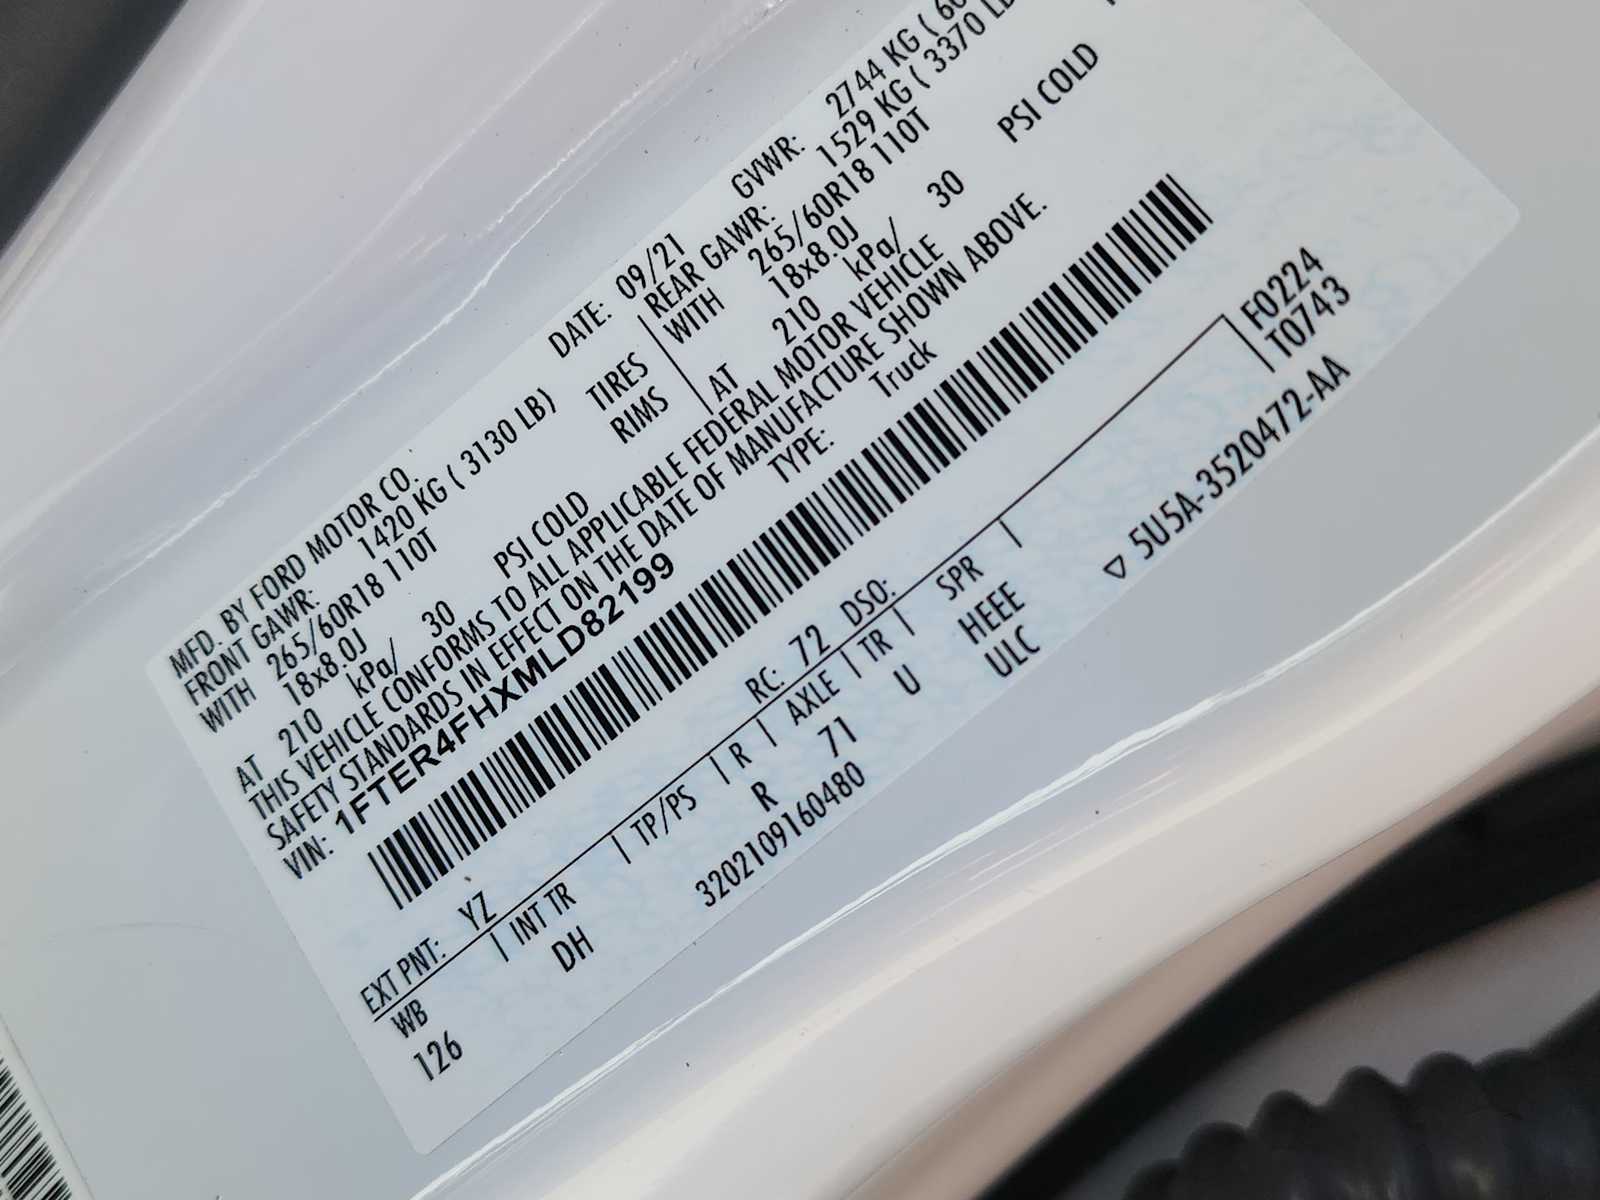 MFD. BY FORD MOTOR CO. DATE: 09/21 GVWR: 2744 KG (
FRONT GAWR: 1420 KG ( 3130 LB) REAR GAWR: 1529 KG ( 3370
WITH 265/60R18 110T TIRES WITH 265/60R18 110T
18x8.0J RIMS 18x8.0J
AT 210 kPa/ 30 PSI COLD AT 210 kPa/ 30 PSI COLD
THIS VEHICLE CONFORMS TO ALL APPLICABLE FEDERAL MOTOR VEHICLE
SAFETY STANDARDS IN EFFECT ON THE DATE OF MANUFACTURE SHOWN ABOVE.
VIN: 1FTER4FHXMLD82199 TYPE: Truck
EXT PNT: YZ RC: 72 DSO: F0224
WB | INT TR | TP/PS | R | AXLE | TR | SPR | T0743
126 DH R 71 U HEEE
ULC
3202109160480 ▽ 5U5A-3520472-AA